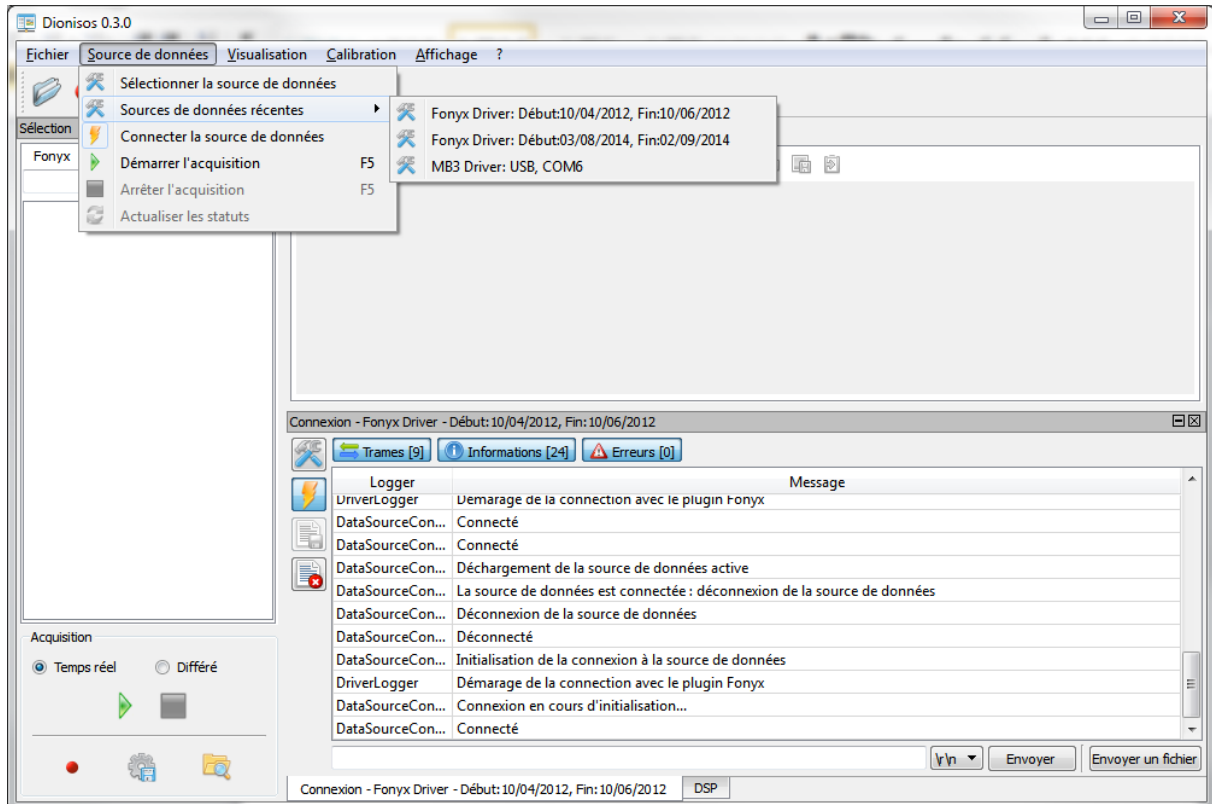 Dionisos 0.3.0
Fichier Source de données Visualisation Calibration Affichage ?
Sélectionner la source de données
Sources de données récentes
Connecter la source de données
Démarrer l'acquisition F5
Arrêter l'acquisition F5
Actualiser les statuts
Fonyx Driver: Début:10/04/2012, Fin:10/06/2012
Fonyx Driver: Début:03/08/2014, Fin:02/09/2014
MB3 Driver: USB, COM6
Sélection
Fonyx
Connexion - Fonyx Driver - Début:10/04/2012, Fin:10/06/2012
Trames [9] Informations [24] Erreurs [0]
Logger Message
DriverLogger Démarage de la connection avec le plugin Fonyx
DataSourceCon... Connecté
DataSourceCon... Connecté
DataSourceCon... Déchargement de la source de données active
DataSourceCon... La source de données est connectée : déconnexion de la source de données
DataSourceCon... Déconnexion de la source de données
DataSourceCon... Déconnecté
DataSourceCon... Initialisation de la connexion à la source de données
DriverLogger Démarage de la connection avec le plugin Fonyx
DataSourceCon... Connexion en cours d'initialisation...
DataSourceCon... Connecté
\r\n Envoyer Envoyer un fichier
Connexion - Fonyx Driver - Début:10/04/2012, Fin:10/06/2012 DSP
Acquisition
Temps réel Différé